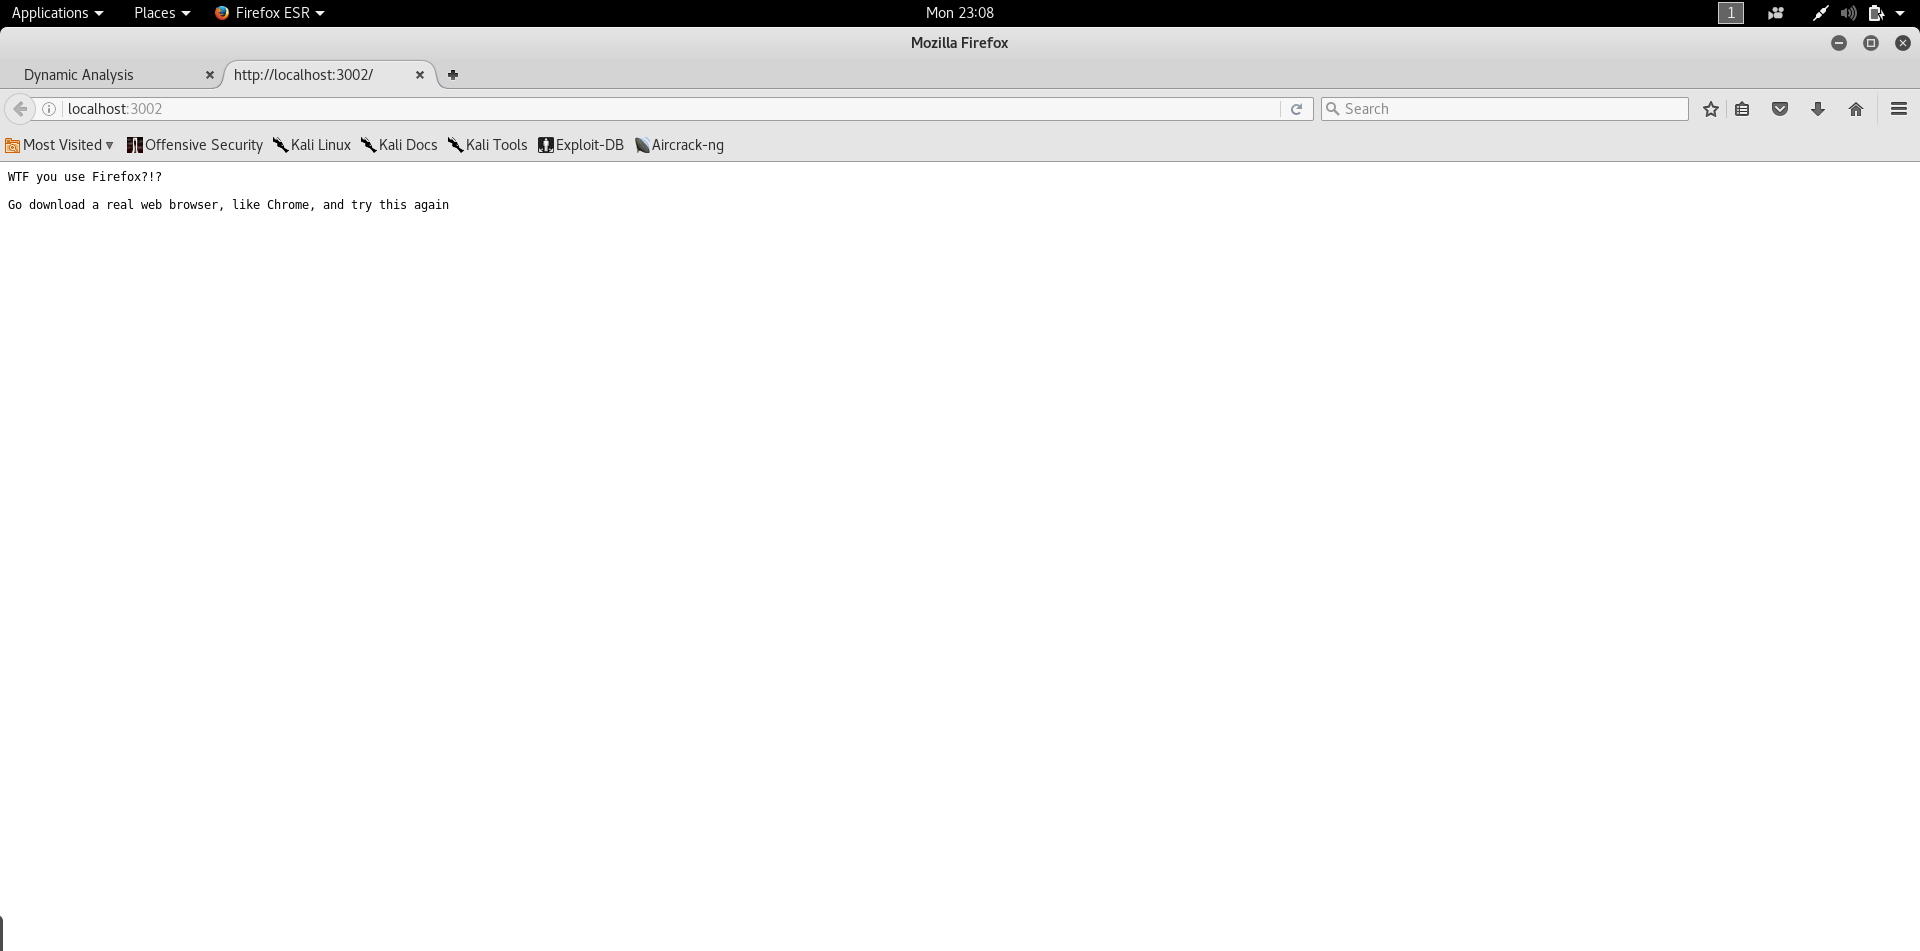 Applications Places Firefox ESR Mon 23:08 1
Mozilla Firefox
Dynamic Analysis http://localhost:3002/
localhost:3002 Search
Most Visited Offensive Security Kali Linux Kali Docs Kali Tools Exploit-DB Aircrack-ng
WTF you use Firefox?!?
Go download a real web browser, like Chrome, and try this again